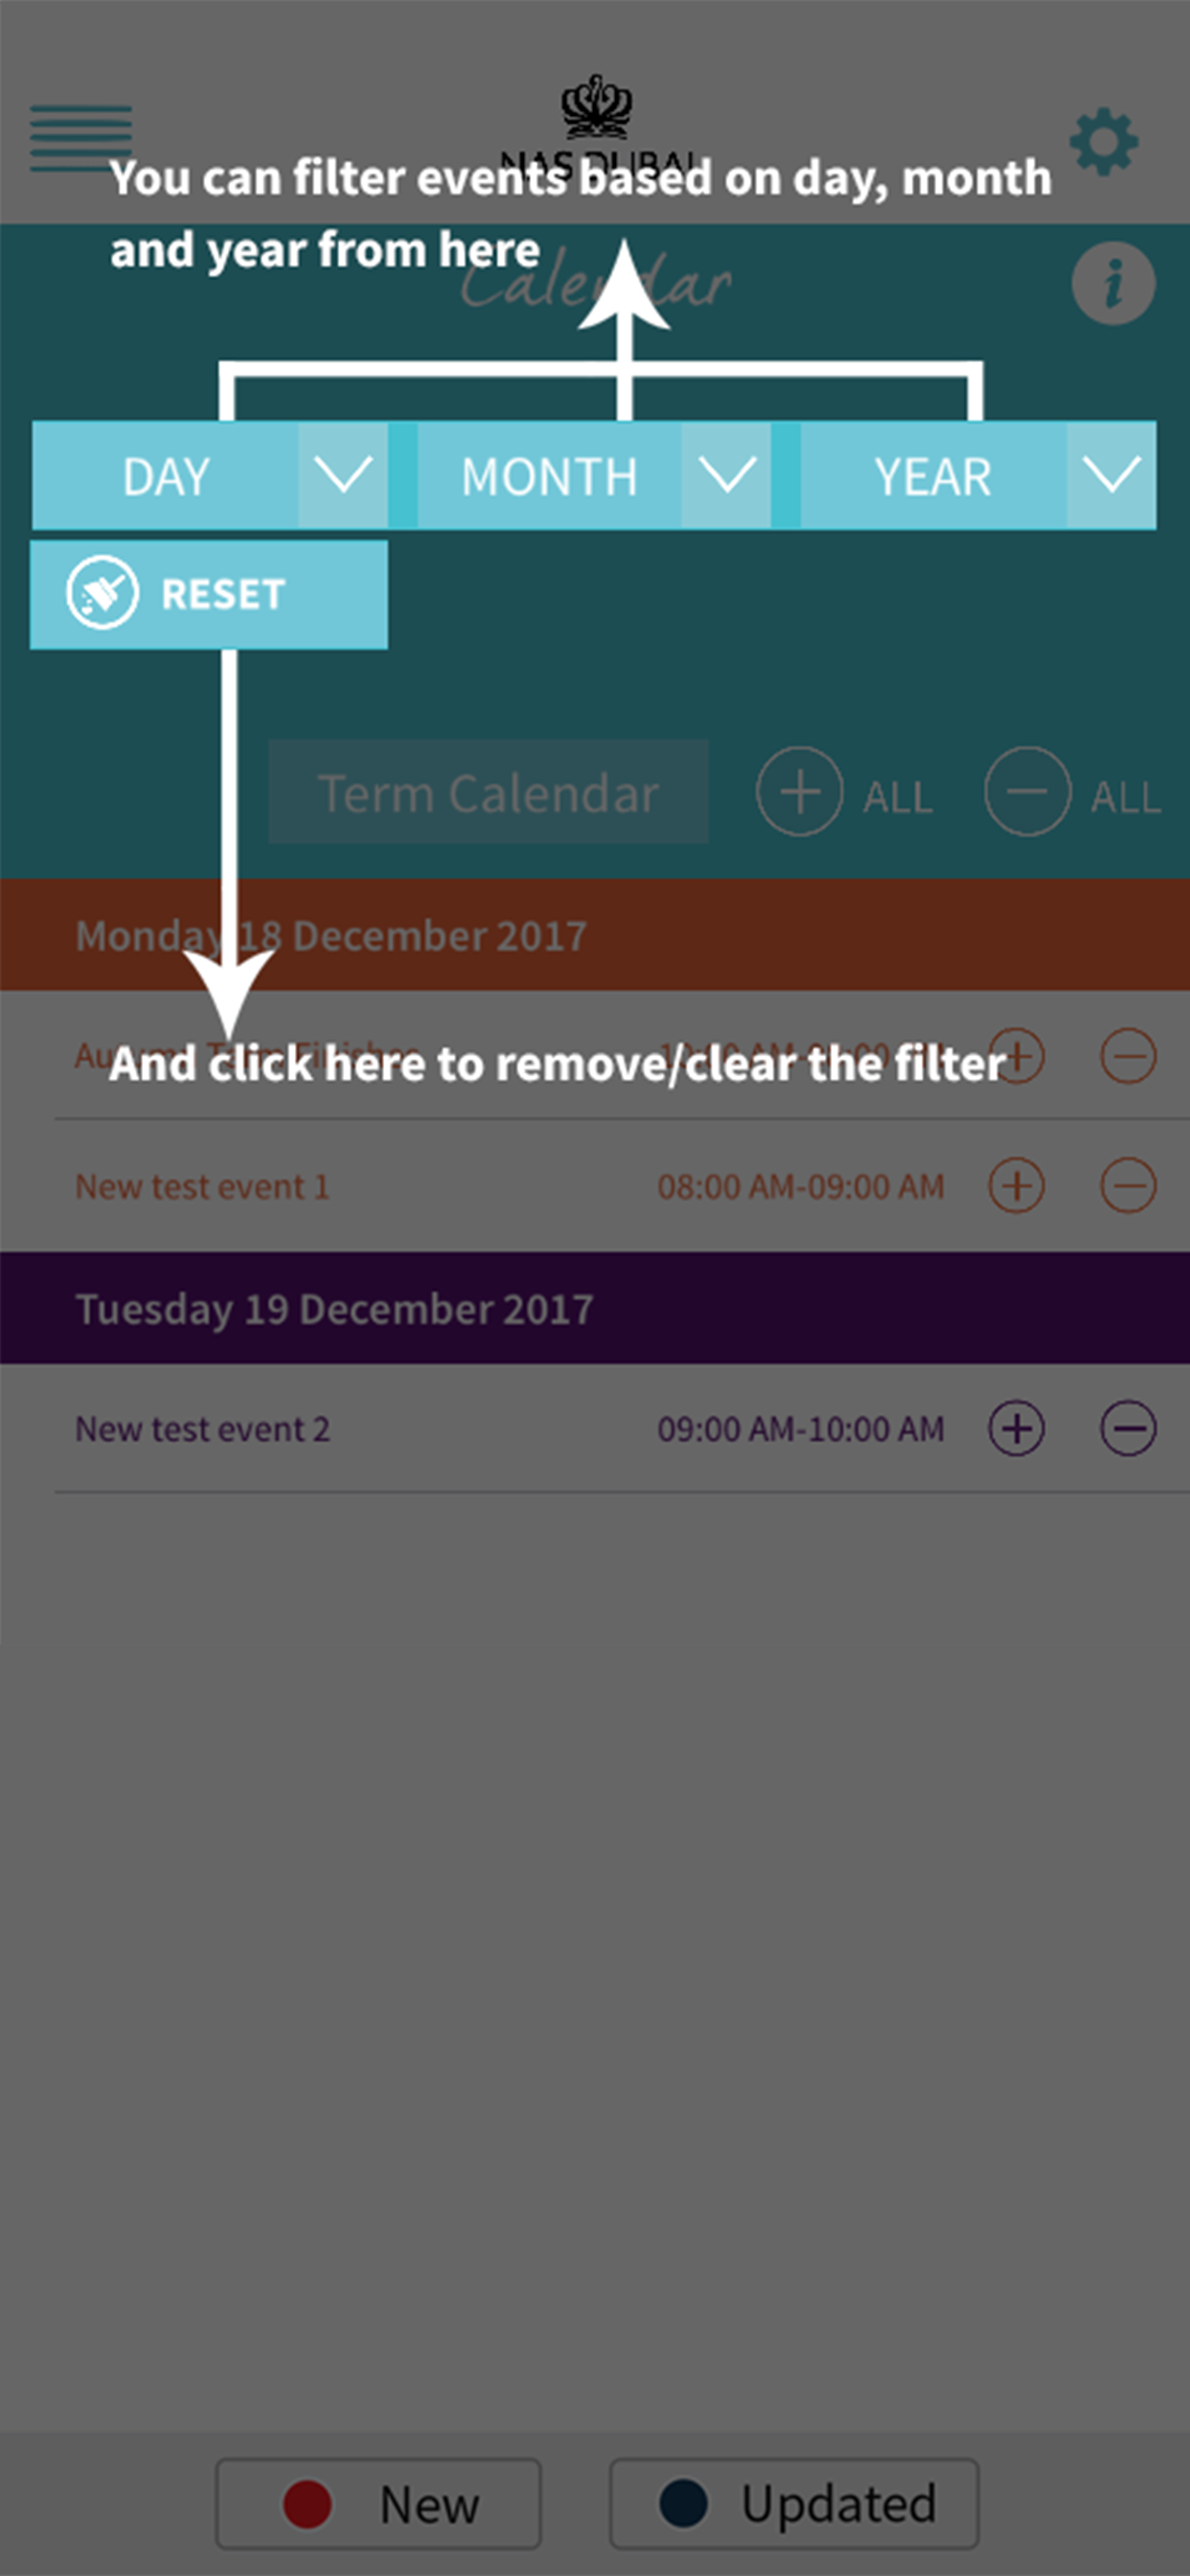 NAS DUBAI
You can filter events based on day, month
and year from here
Calendar
DAY MONTH YEAR
RESET
Term Calendar ALL ALL
Monday 18 December 2017
And click here to remove/clear the filter
New test event 1 08:00 AM-09:00 AM
Tuesday 19 December 2017
New test event 2 09:00 AM-10:00 AM
New Updated